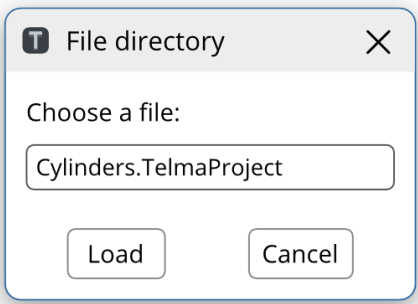 T File directory
Choose a file:
Cylinders.TelmaProject
Load Cancel